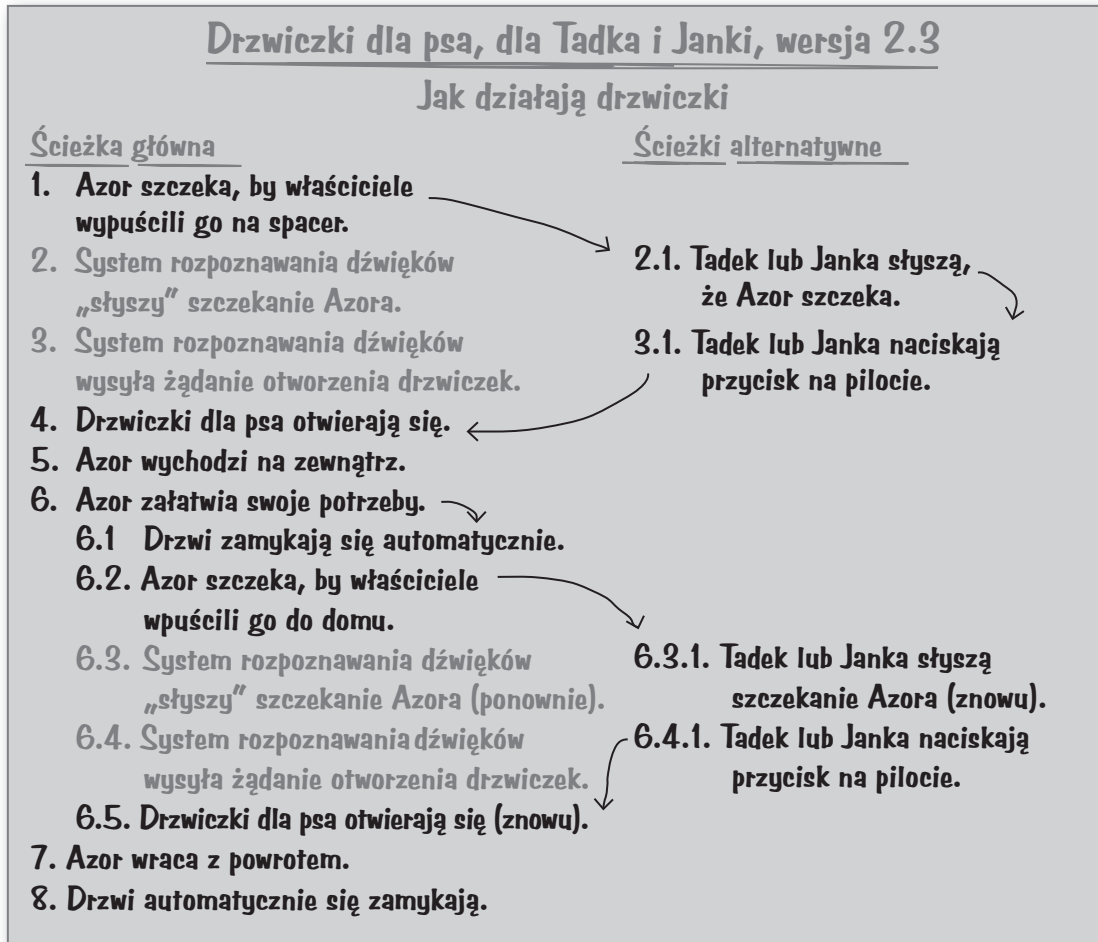 Drzwiczki dla psa, dla Tadka i Janki, wersja 2.3
Jak działają drzwiczki
Ścieżka główna
1. Azor szczeka, by właściciele
wypuścili go na spacer.
2. System rozpoznawania dźwięków
„słyszy” szczekanie Azora.
3. System rozpoznawania dźwięków
wysyła żądanie otworzenia drzwiczek.
4. Drzwiczki dla psa otwierają się.
5. Azor wychodzi na zewnątrz.
6. Azor załatwia swoje potrzeby.
6.1 Drzwi zamykają się automatycznie.
6.2. Azor szczeka, by właściciele
wpuścili go do domu.
6.3. System rozpoznawania dźwięków
„słyszy” szczekanie Azora (ponownie).
6.4. System rozpoznawania dźwięków
wysyła żądanie otworzenia drzwiczek.
6.5. Drzwiczki dla psa otwierają się (znowu).
7. Azor wraca z powrotem.
8. Drzwi automatycznie się zamykają.
Ścieżki alternatywne
2.1. Tadek lub Janka słyszą,
że Azor szczeka.
3.1. Tadek lub Janka naciskają
przycisk na pilocie.
6.3.1. Tadek lub Janka słyszą
szczekanie Azora (znowu).
6.4.1. Tadek lub Janka naciskają
przycisk na pilocie.